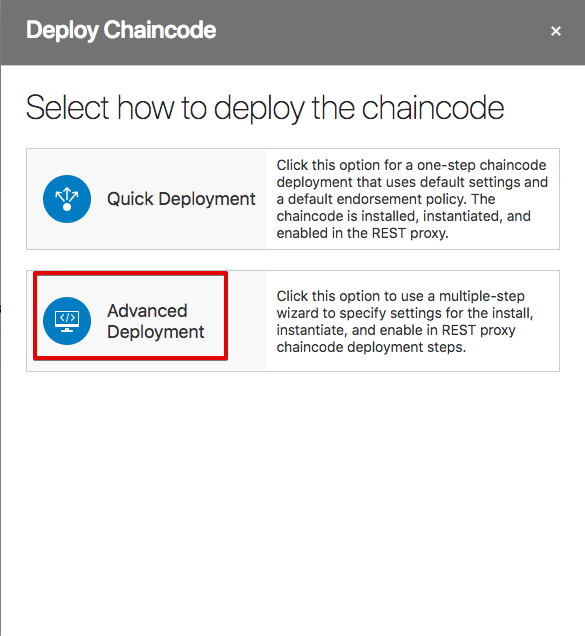 Deploy Chaincode
×
Select how to deploy the chaincode
Quick Deployment
Click this option for a one-step chaincode
deployment that uses default settings and
a default endorsement policy. The
chaincode is installed, instantiated, and
enabled in the REST proxy.
Advanced
Deployment
Click this option to use a multiple-step
wizard to specify settings for the install,
instantiate, and enable in REST proxy
chaincode deployment steps.